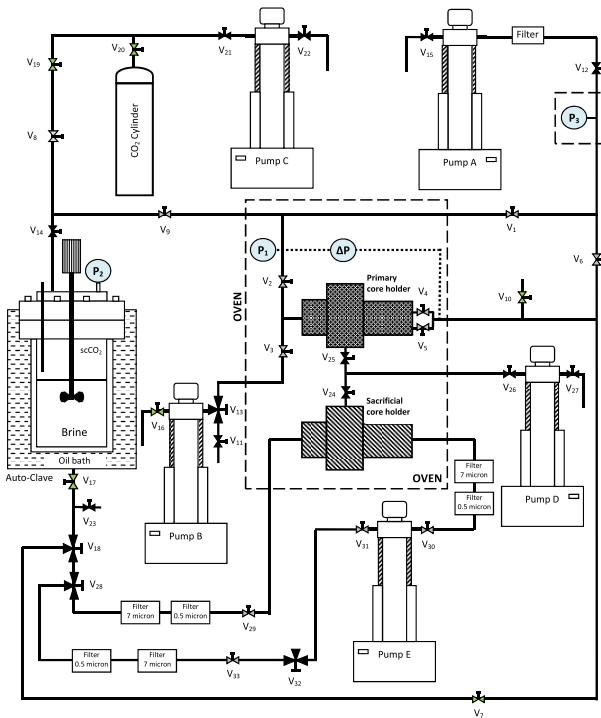 V20
V21
V22
V15
Filter
V19
V12
CO2 Cylinder
P3
V8
Pump C
Pump A
V14
V9
V1
P2
P1
ΔP
V6
OVEN
V2
Primary
core holder
V4
V10
scCO2
V3
V5
V25
V24
V26
V27
Sacrificial
core holder
V16
V13
V11
Brine
Oil bath
Auto-Clave
V17
OVEN
Filter
7 micron
Filter
0.5 micron
Pump D
V23
Pump B
V18
V31
V30
V28
Filter
7 micron
Filter
0.5 micron
V29
Filter
0.5 micron
Filter
7 micron
V33
V32
Pump E
V7